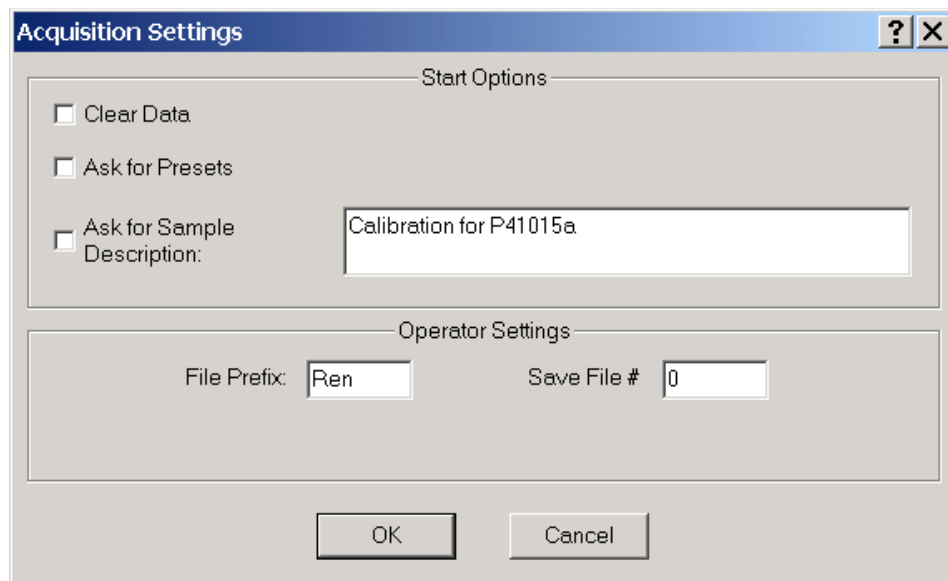 Acquisition Settings
Start Options
Clear Data
Ask for Presets
Ask for Sample
Description:
Calibration for P41015a
Operator Settings
File Prefix: Ren Save File # 0
OK Cancel